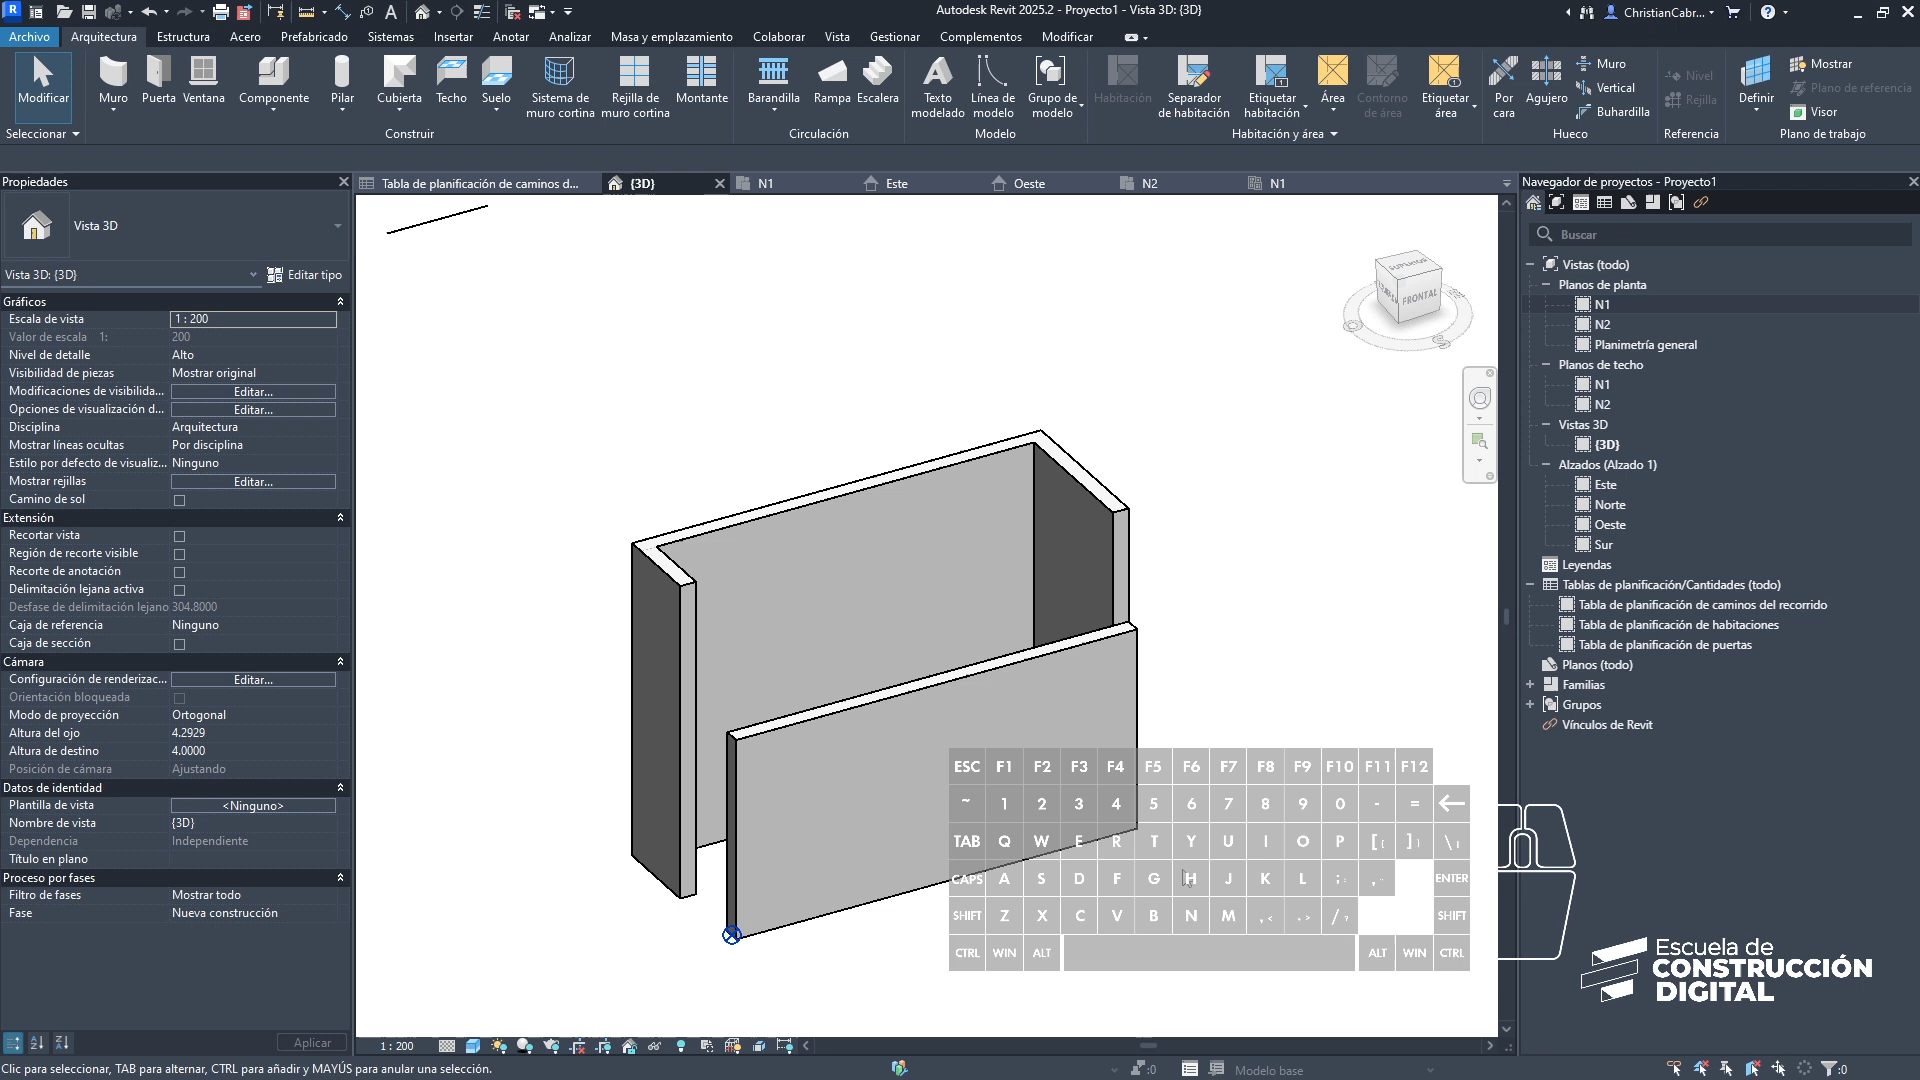 Autodesk Revit 2025.2 - Proyecto1 - Vista 3D: {3D}
ChristianCabr...
Archivo Arquitectura Estructura Acero Prefabricado Sistemas Insertar Anotar Analizar Masa y emplazamiento Colaborar Vista Gestionar Complementos Modificar
Modificar
Muro
Puerta
Ventana
Componente
Pilar
Cubierta
Techo
Suelo
Sistema de muro cortina
Rejilla de muro cortina
Montante
Barandilla
Rampa
Escalera
Texto modelado
Línea de modelo
Grupo de modelo
Habitación
Separador de habitación
Etiquetar habitación
Área
Contorno de área
Etiquetar área
Por cara
Agujero
Muro
Vertical
Buhardilla
Nivel
Rejilla
Definir
Mostrar
Plano de referencia
Visor
Seleccionar
Construir
Circulación
Modelo
Habitación y área
Hueco
Referencia
Plano de trabajo
Propiedades
Tabla de planificación de caminos d...
{3D}
N1
Este
Oeste
N2
N1
Vista 3D
Vista 3D: {3D}
Editar tipo
Gráficos
Escala de vista 1 : 200
Valor de escala 1: 200
Nivel de detalle Alto
Visibilidad de piezas Mostrar original
Modificaciones de visibilida... Editar...
Opciones de visualización d... Editar...
Disciplina Arquitectura
Mostrar líneas ocultas Por disciplina
Estilo por defecto de visualiz... Ninguno
Mostrar rejillas Editar...
Camino de sol
Extensión
Recortar vista
Región de recorte visible
Recorte de anotación
Delimitación lejana activa
Desfase de delimitación lejano 304.8000
Caja de referencia Ninguno
Caja de sección
Cámara
Configuración de renderizac... Editar...
Orientación bloqueada
Modo de proyección Ortogonal
Altura del ojo 4.2929
Altura de destino 4.0000
Posición de cámara Ajustando
Datos de identidad
Plantilla de vista <Ninguno>
Nombre de vista {3D}
Dependencia Independiente
Título en plano
Proceso por fases
Filtro de fases Mostrar todo
Fase Nueva construcción
Aplicar
SUPERIOR
FRONTAL
ESC F1 F2 F3 F4 F5 F6 F7 F8 F9 F10 F11 F12
~ 1 2 3 4 5 6 7 8 9 0 - =
TAB Q W E R T Y U I O P [ ] \
CAPS A S D F G H J K L ; ENTER
SHIFT Z X C V B N M , < . > / ? SHIFT
CTRL WIN ALT ALT WIN CTRL
Navegador de proyectos - Proyecto1
Buscar
Vistas (todo)
Planos de planta
N1
N2
Planimetría general
Planos de techo
N1
N2
Vistas 3D
{3D}
Alzados (Alzado 1)
Este
Norte
Oeste
Sur
Leyendas
Tablas de planificación/Cantidades (todo)
Tabla de planificación de caminos del recorrido
Tabla de planificación de habitaciones
Tabla de planificación de puertas
Planos (todo)
Familias
Grupos
Vínculos de Revit
Escuela de
CONSTRUCCIÓN
DIGITAL
1 : 200
Clic para seleccionar, TAB para alternar, CTRL para añadir y MAYÚS para anular una selección.
:0
Modelo base
:0